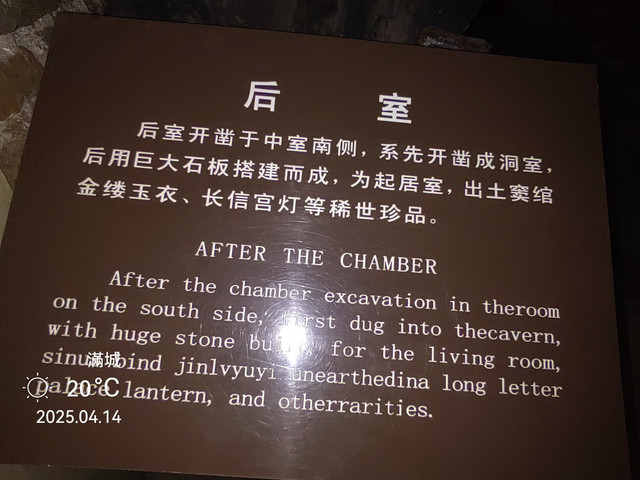 后 室
后室开凿于中室南侧，系先开凿成洞室，
后用巨大石板搭建而成，为起居室，出土窦绾
金缕玉衣、长信宫灯等稀世珍品。
AFTER THE CHAMBER
After the chamber excavation in theroom
on the south side, first dug into thecavern,
with huge stone for the living room,
bind jinlvyuyi unearthedina long letter
palace lantern, and otherrarities.
滿城
20℃
2025.04.14